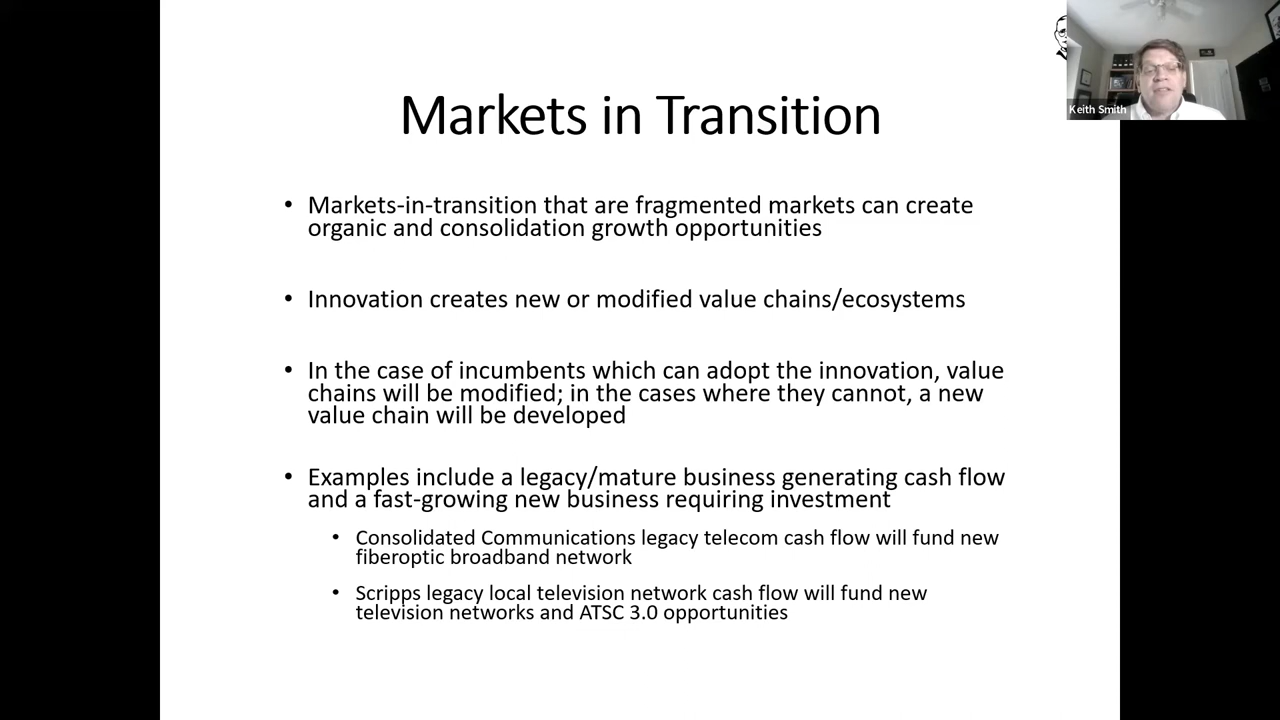 Markets in Transition
Keith Smith
• Markets-in-transition that are fragmented markets can create
organic and consolidation growth opportunities
• Innovation creates new or modified value chains/ecosystems
• In the case of incumbents which can adopt the innovation, value
chains will be modified; in the cases where they cannot, a new
value chain will be developed
• Examples include a legacy/mature business generating cash flow
and a fast-growing new business requiring investment
• Consolidated Communications legacy telecom cash flow will fund new
fiberoptic broadband network
• Scripps legacy local television network cash flow will fund new
television networks and ATSC 3.0 opportunities